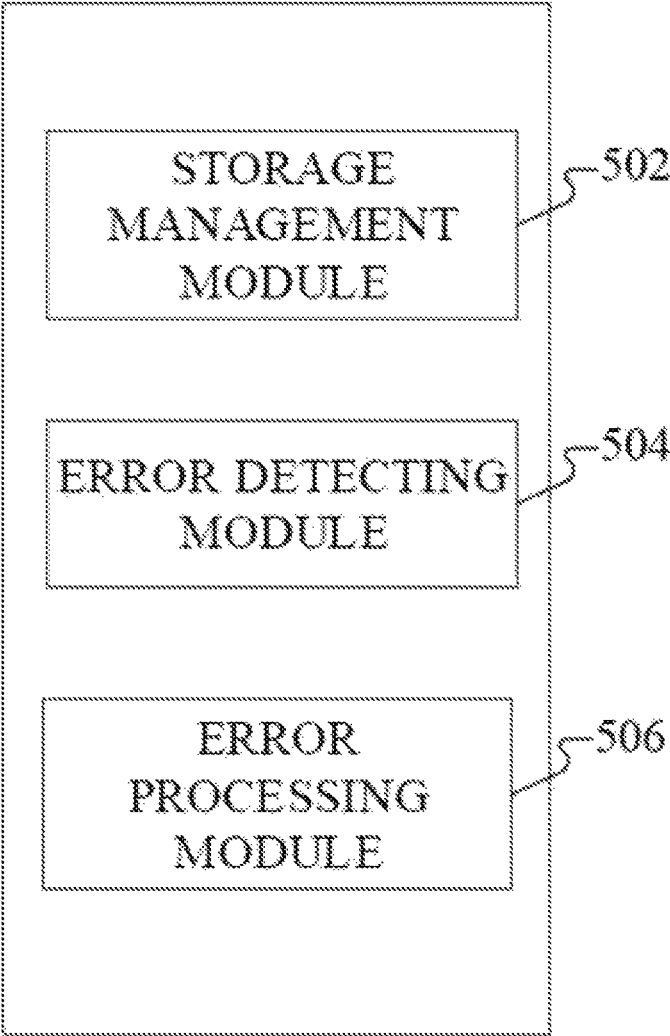 STORAGE
MANAGEMENT
MODULE
502
ERROR DETECTING
MODULE
504
ERROR
PROCESSING
MODULE
506